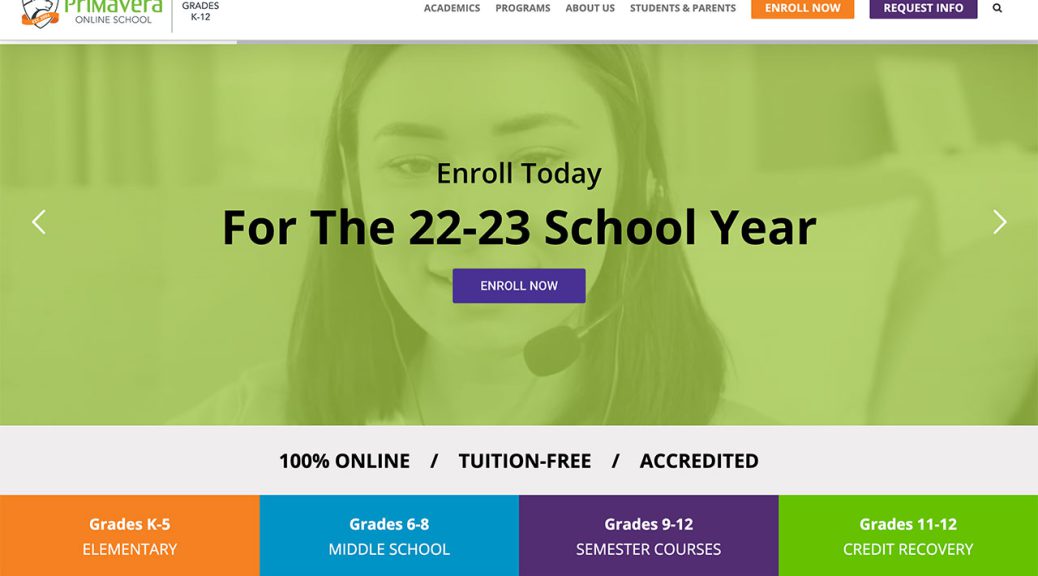 PRIMAVERA
ONLINE SCHOOL
GRADES
K-12
ACADEMICS PROGRAMS ABOUT US STUDENTS & PARENTS ENROLL NOW REQUEST INFO
Enroll Today
For The 22-23 School Year
ENROLL NOW
100% ONLINE / TUITION-FREE / ACCREDITED
Grades K-5 Grades 6-8 Grades 9-12 Grades 11-12
ELEMENTARY MIDDLE SCHOOL SEMESTER COURSES CREDIT RECOVERY